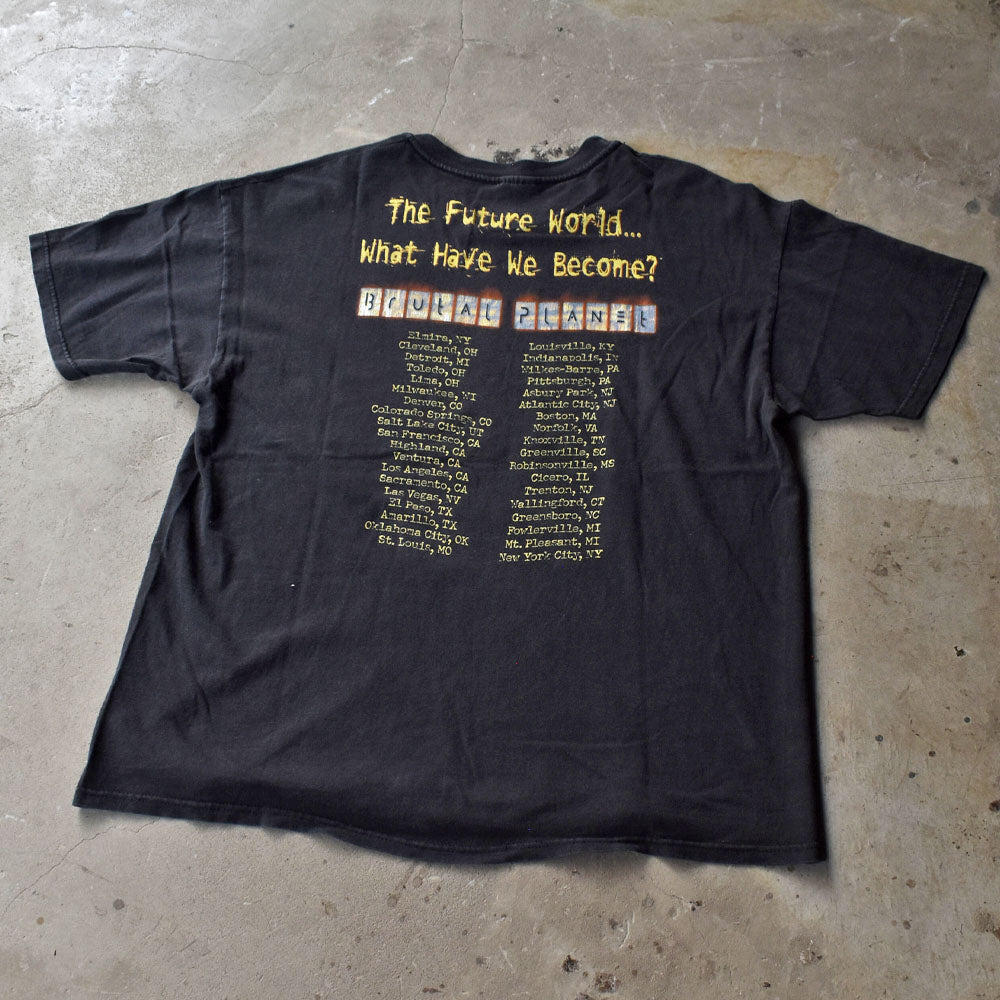 The Future World...
What Have We Become?
BrutAL PLANEt
Elmira, NY
Cleveland, OH
Detroit, MI
Toledo, OH
Lima, OH
Milwaukee, WI
Denver, CO
Colorado Springs, CO
Salt Lake City, UT
San Francisco, CA
Highland, CA
Ventura, CA
Los Angeles, CA
Sacramento, CA
Las Vegas, NV
El Paso, TX
Amarillo, TX
Oklahoma City, OK
St. Louis, MO
Louisville, KY
Indianapolis, IN
Wilkes-Barre, PA
Pittsburgh, PA
Asbury Park, NJ
Atlantic City, NJ
Boston, MA
Norfolk, VA
Knoxville, TN
Greenville, SC
Robinsonville, MS
Cicero, IL
Trenton, NJ
Wallingford, CT
Greensboro, NC
Fowlerville, MI
Mt. Pleasant, MI
New York City, NY